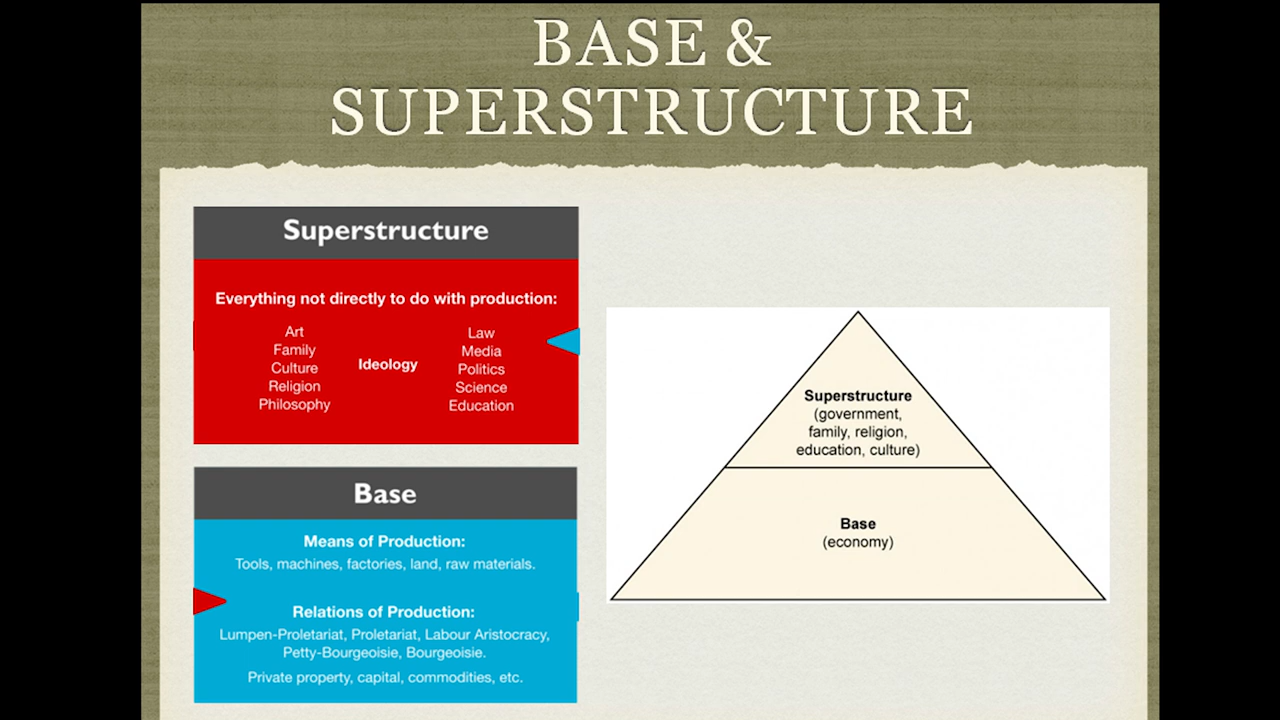 BASE &
SUPERSTRUCTURE
Superstructure
Everything not directly to do with production:
Art
Family
Culture
Religion
Philosophy
Ideology
Law
Media
Politics
Science
Education
Base
Means of Production:
Tools, machines, factories, land, raw materials.
Relations of Production:
Lumpen-Proletariat, Proletariat, Labour Aristocracy,
Petty-Bourgeoisie, Bourgeoisie.
Private property, capital, commodities, etc.
Superstructure
(government,
family, religion,
education, culture)
Base
(economy)